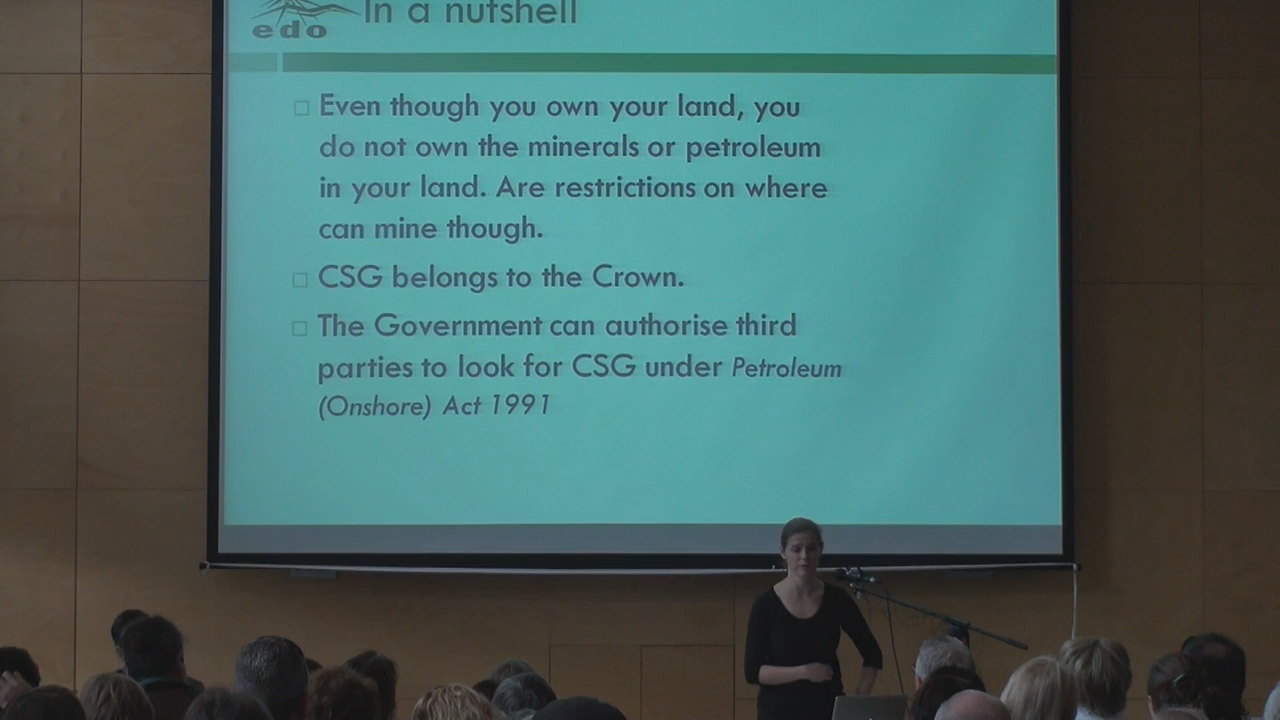 edo
In a nutshell
Even though you own your land, you
do not own the minerals or petroleum
in your land. Are restrictions on where
can mine though.
CSG belongs to the Crown.
The Government can authorise third
parties to look for CSG under Petroleum
(Onshore) Act 1991